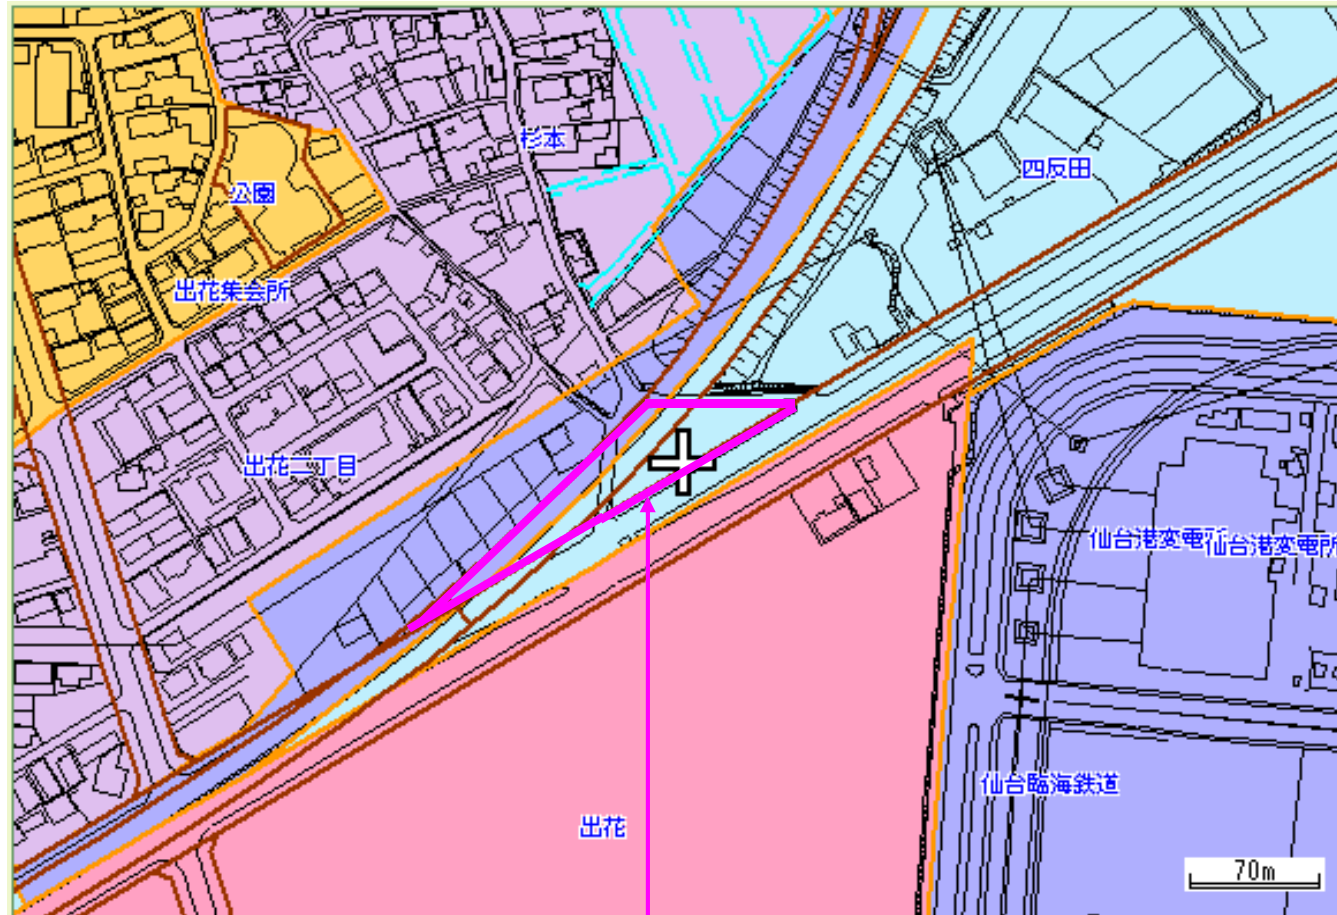 杉本
四反田
公園
出花集会所
出花二丁目
仙台港変電所
仙台港変電所
仙台臨海鉄道
出花
70m